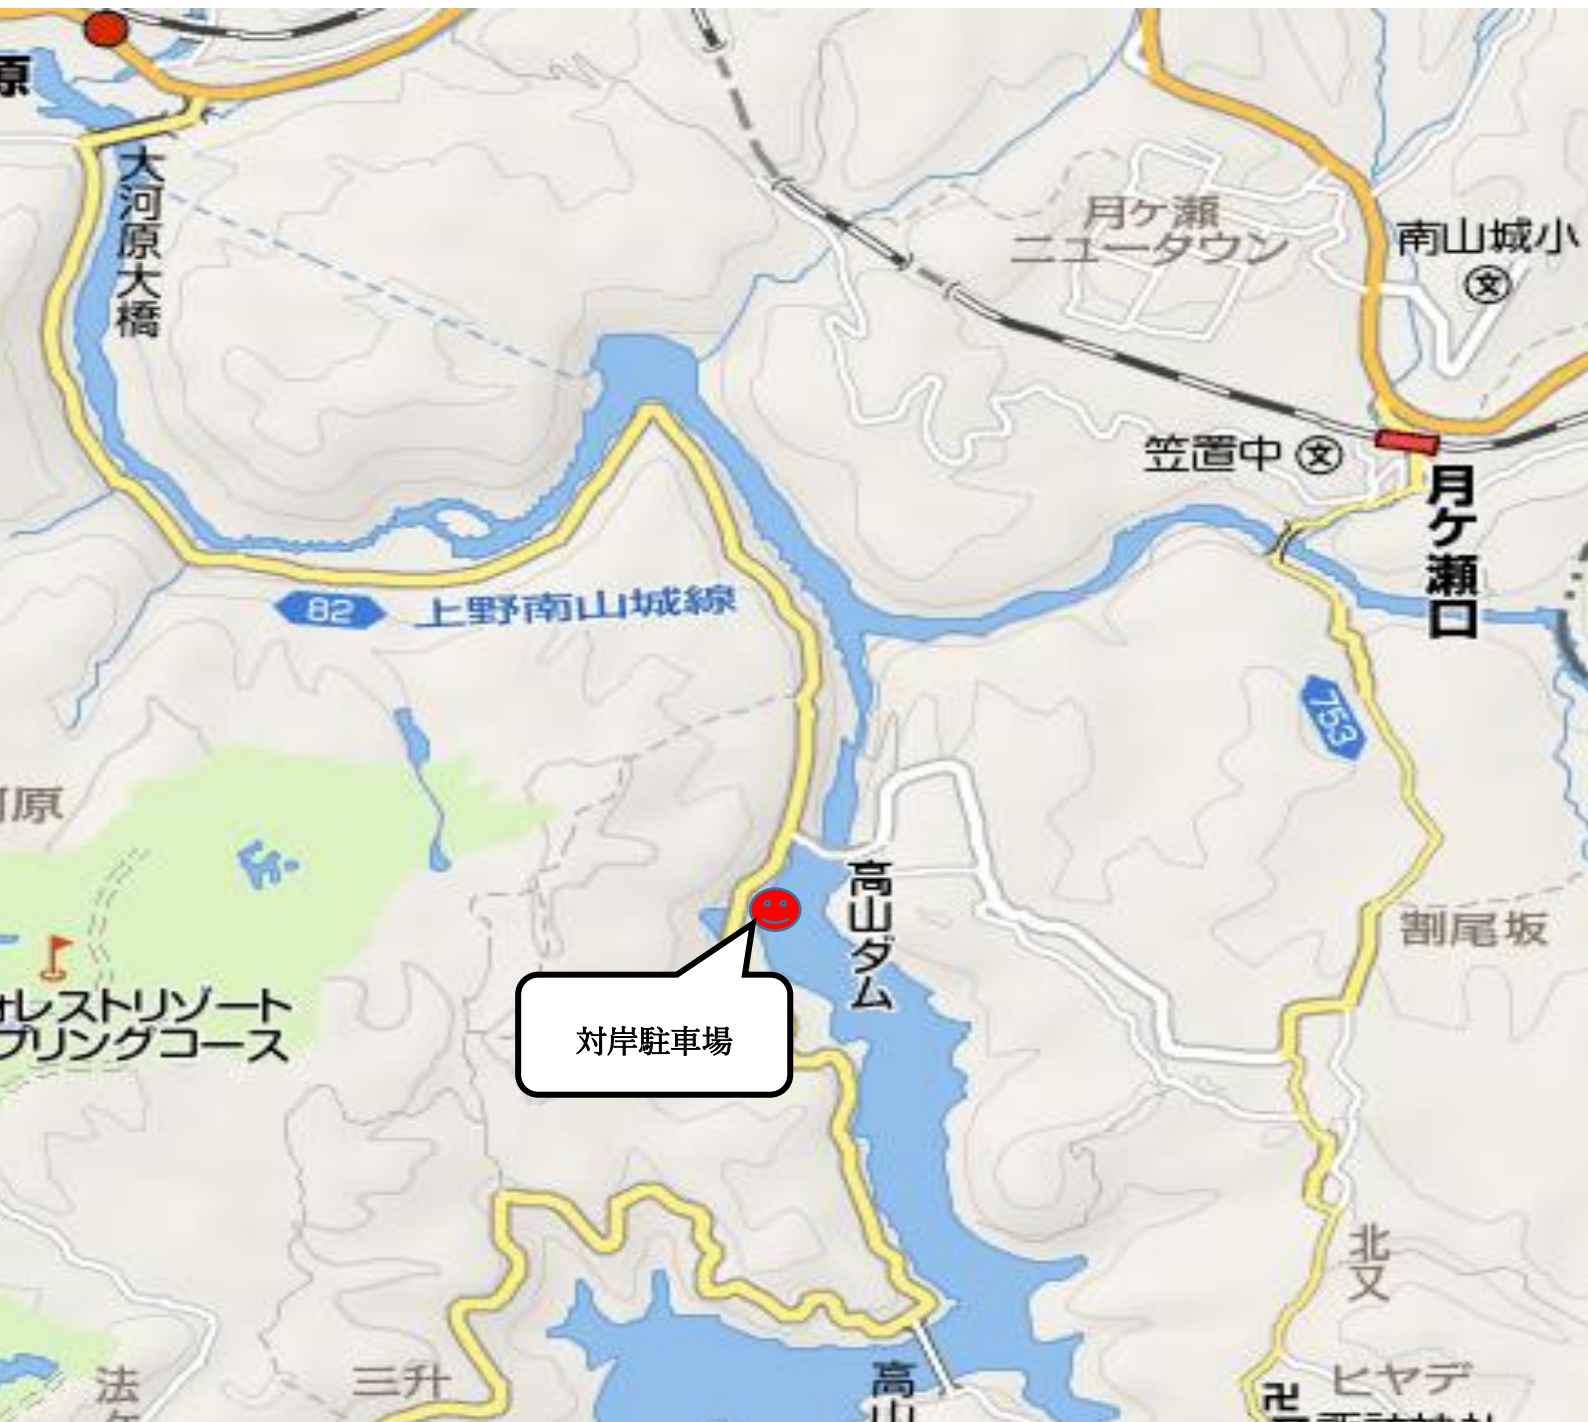 原
大河原大橋
月ケ瀬
ニュータウン
南山城小
文
笠置中
文
月ケ瀬口
82
上野南山城線
753
河原
高山ダム
割尾坂
ォレストリゾート
プリングコース
対岸駐車場
北又
法
三升
高山
ヒヤデ
卍